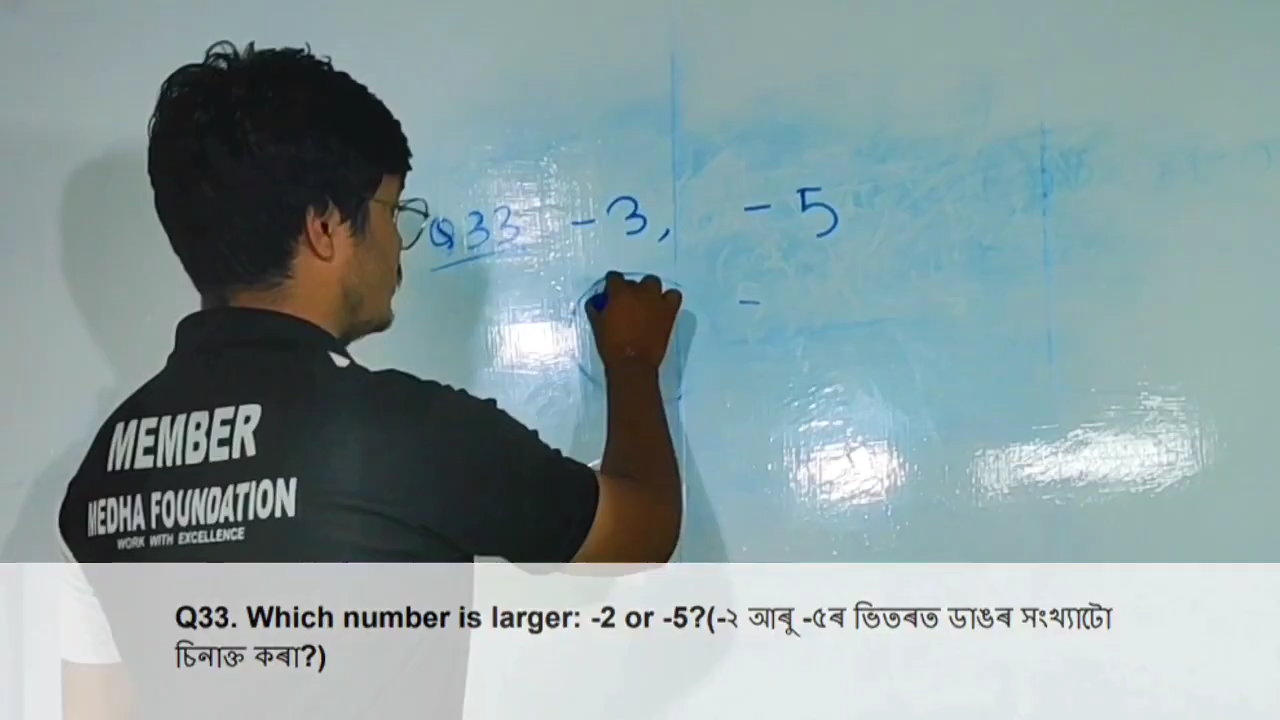 Q33 -3, -5
-
MEMBER
MEDHA FOUNDATION
WORK WITH EXCELLENCE
Q33. Which number is larger: -2 or -5?(-২ আৰু -৫ৰ ভিতৰত ডাঙৰ সংখ্যাটো
চিনাক্ত কৰা?)